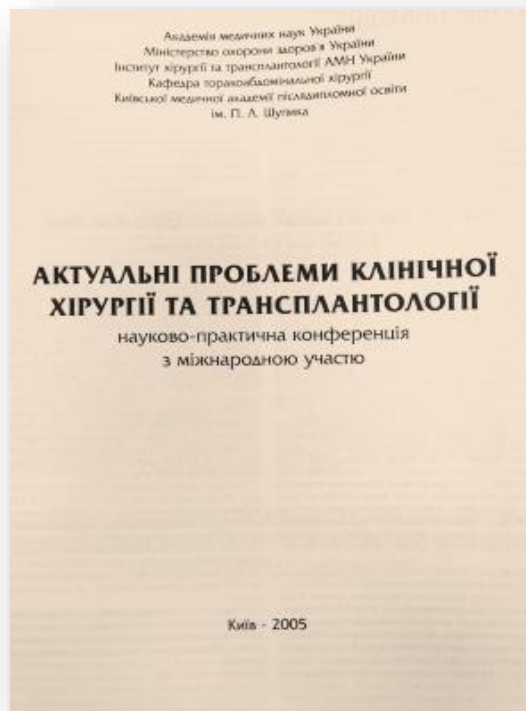 Академія медичних наук України
Міністерство охорони здоров'я України
Інститут хірургії та трансплантології АМН України
Кафедра торакоабдомінальної хірургії
Київської медичної академії післядипломної освіти
ім. П. Л. Шупика
АКТУАЛЬНІ ПРОБЛЕМИ КЛІНІЧНОЇ
ХІРУРГІЇ ТА ТРАНСПЛАНТОЛОГІЇ
науково-практична конференція
з міжнародною участю
Київ - 2005